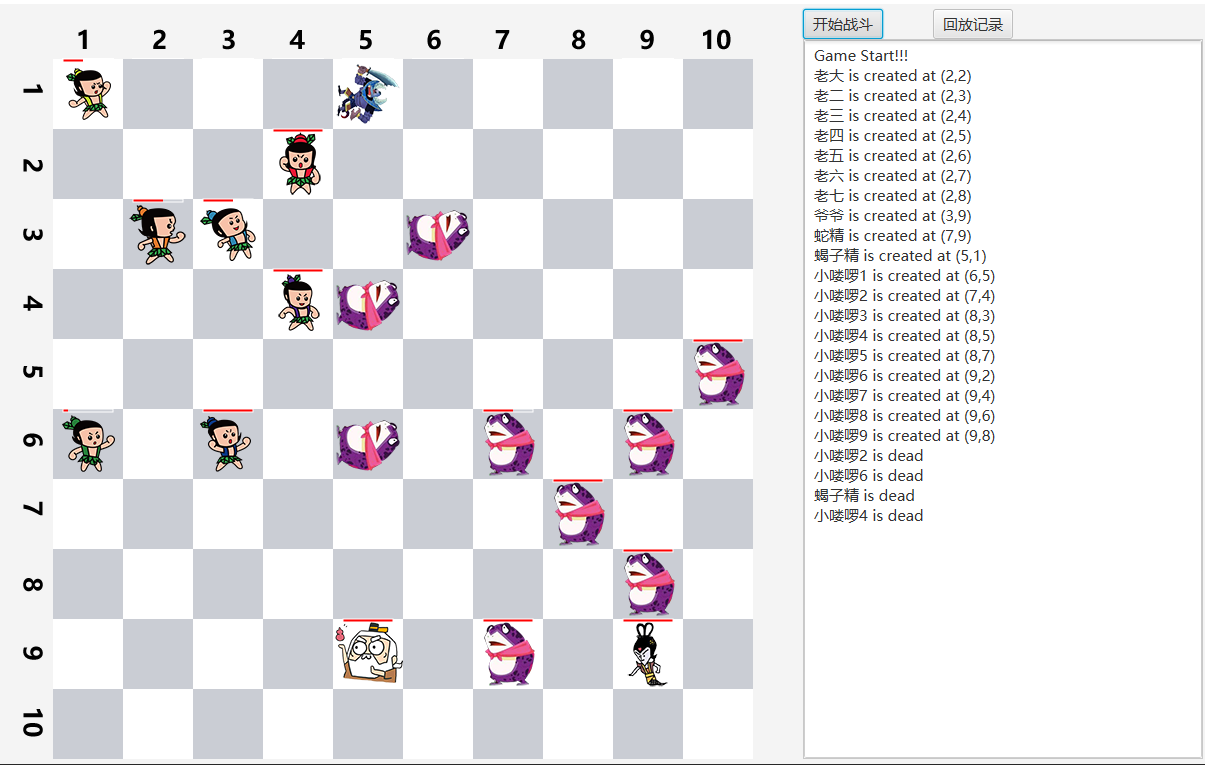 开始战斗 回放记录
1 2 3 4 5 6 7 8 9 10
1
2
3
4
5
6
7
8
9
10
Game Start!!!
老大 is created at (2,2)
老二 is created at (2,3)
老三 is created at (2,4)
老四 is created at (2,5)
老五 is created at (2,6)
老六 is created at (2,7)
老七 is created at (2,8)
爷爷 is created at (3,9)
蛇精 is created at (7,9)
蝎子精 is created at (5,1)
小喽啰1 is created at (6,5)
小喽啰2 is created at (7,4)
小喽啰3 is created at (8,3)
小喽啰4 is created at (8,5)
小喽啰5 is created at (8,7)
小喽啰6 is created at (9,2)
小喽啰7 is created at (9,4)
小喽啰8 is created at (9,6)
小喽啰9 is created at (9,8)
小喽啰2 is dead
小喽啰6 is dead
蝎子精 is dead
小喽啰4 is dead